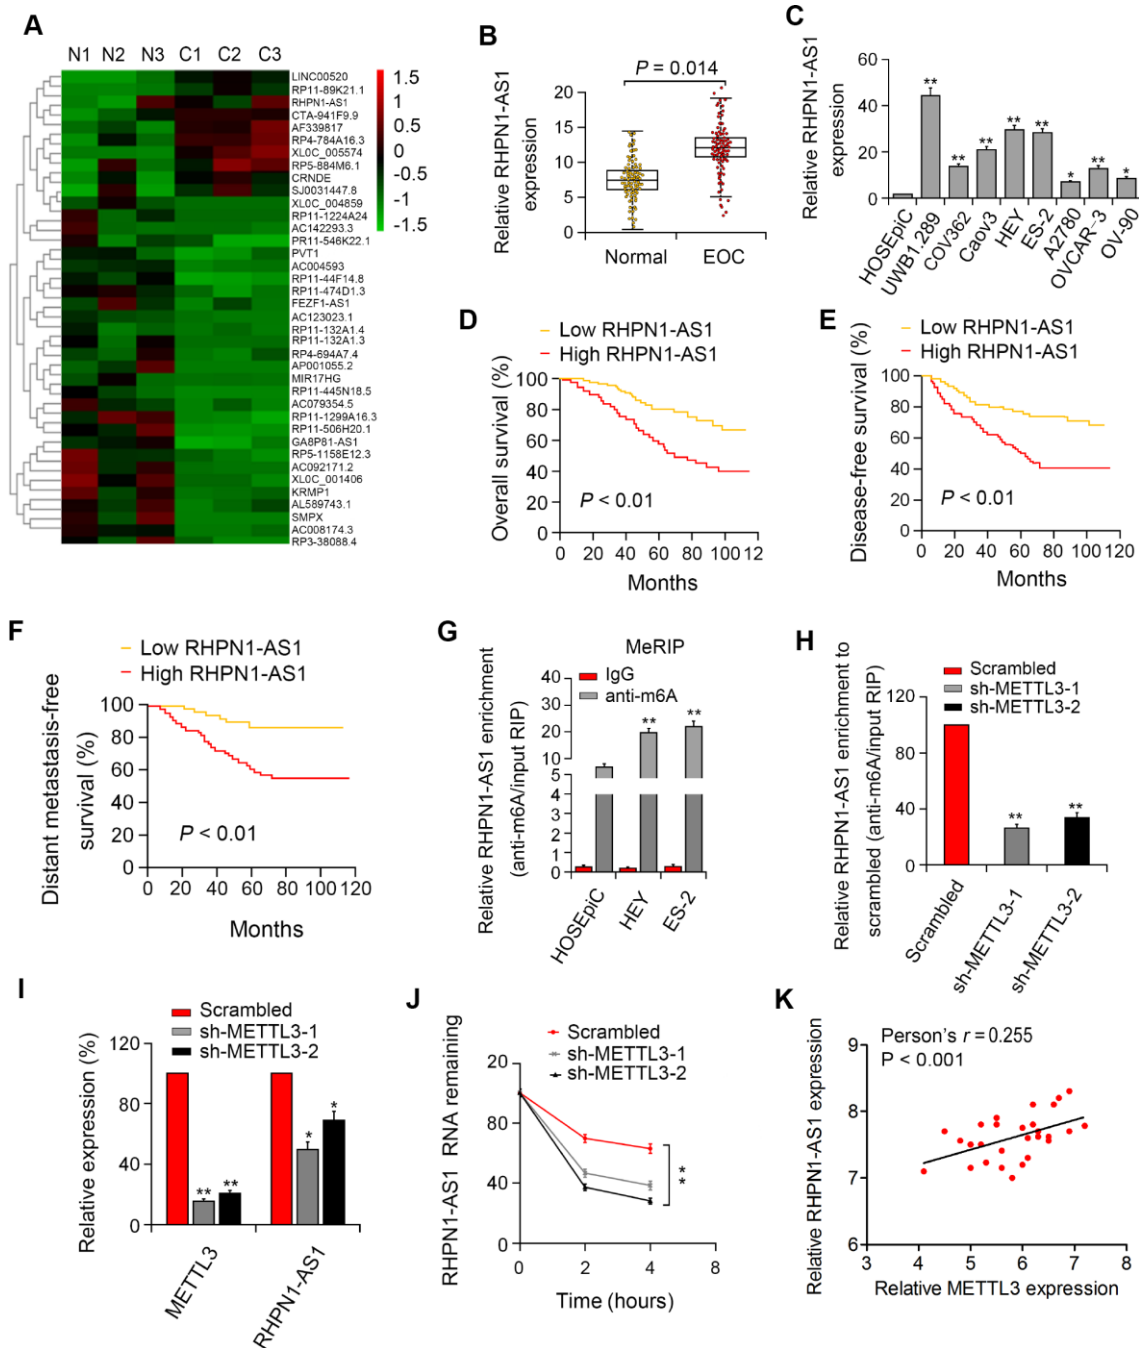 A
N1 N2 N3 C1 C2 C3
LINC00520
RP11-89K21.1
RHPN1-AS1
CTA-941F9.9
AF339817
RP4-784A16.3
XL0C_005574
RP5-884M6.1
CRNDE
SJ0031447.8
XL0C_004859
RP11-1224A24
AC142293.3
PR11-546K22.1
PVT1
AC004593
RP11-44F14.8
RP11-474D1.3
FEZF1-AS1
AC123023.1
RP11-132A1.4
RP11-132A1.3
RP4-694A7.4
AP001055.2
MIR17HG
RP11-445N18.5
AC079354.5
RP11-1299A16.3
RP11-506H20.1
GA8P81-AS1
RP5-1158E12.3
AC092171.2
XL0C_001406
KRMP1
AL589743.1
SMPX
AC008174.3
RP3-38088.4
1.5
1
0.5
0
-0.5
-1
-1.5
B
Relative RHPN1-AS1
expression
P = 0.014
20
15
10
5
0
Normal EOC
C
Relative RHPN1-AS1
expression
60
40
20
0
** ** ** ** ** * ** *
HOSEpiC
UWB1.289
COV362
Caov3
HEY
ES-2
A2780
OVCAR-3
OV-90
D
Low RHPN1-AS1
High RHPN1-AS1
Overall survival (%)
100
80
60
40
20
0
P < 0.01
0 20 40 60 80 100 12
Months
E
Low RHPN1-AS1
High RHPN1-AS1
Disease-free survival (%)
100
80
60
40
20
0
P < 0.01
0 20 40 60 80 100 120
Months
F
Low RHPN1-AS1
High RHPN1-AS1
Distant metastasis-free
survival (%)
100
80
60
40
20
0
P < 0.01
0 20 40 60 80 100 120
Months
G
MeRIP
IgG
anti-m6A
Relative RHPN1-AS1 enrichment
(anti-m6A/input RIP)
40
30
20
10
5
4
3
2
1
0
** **
HOSEpiC
HEY
ES-2
H
Scrambled
sh-METTL3-1
sh-METTL3-2
Relative RHPN1-AS1 enrichment to
scrambled (anti-m6A/input RIP)
120
80
40
0
** **
Scrambled
sh-METTL3-1
sh-METTL3-2
I
Scrambled
sh-METTL3-1
sh-METTL3-2
Relative expression (%)
120
80
40
0
** ** * *
METTL3
RHPN1-AS1
J
Scrambled
sh-METTL3-1
sh-METTL3-2
RHPN1-AS1 RNA remaining
20
80
40
0
**
0 2 4 8
Time (hours)
K
Person's r = 0.255
P < 0.001
Relative RHPN1-AS1 expression
9
8
7
6
3 4 5 6 7 8
Relative METTL3 expression